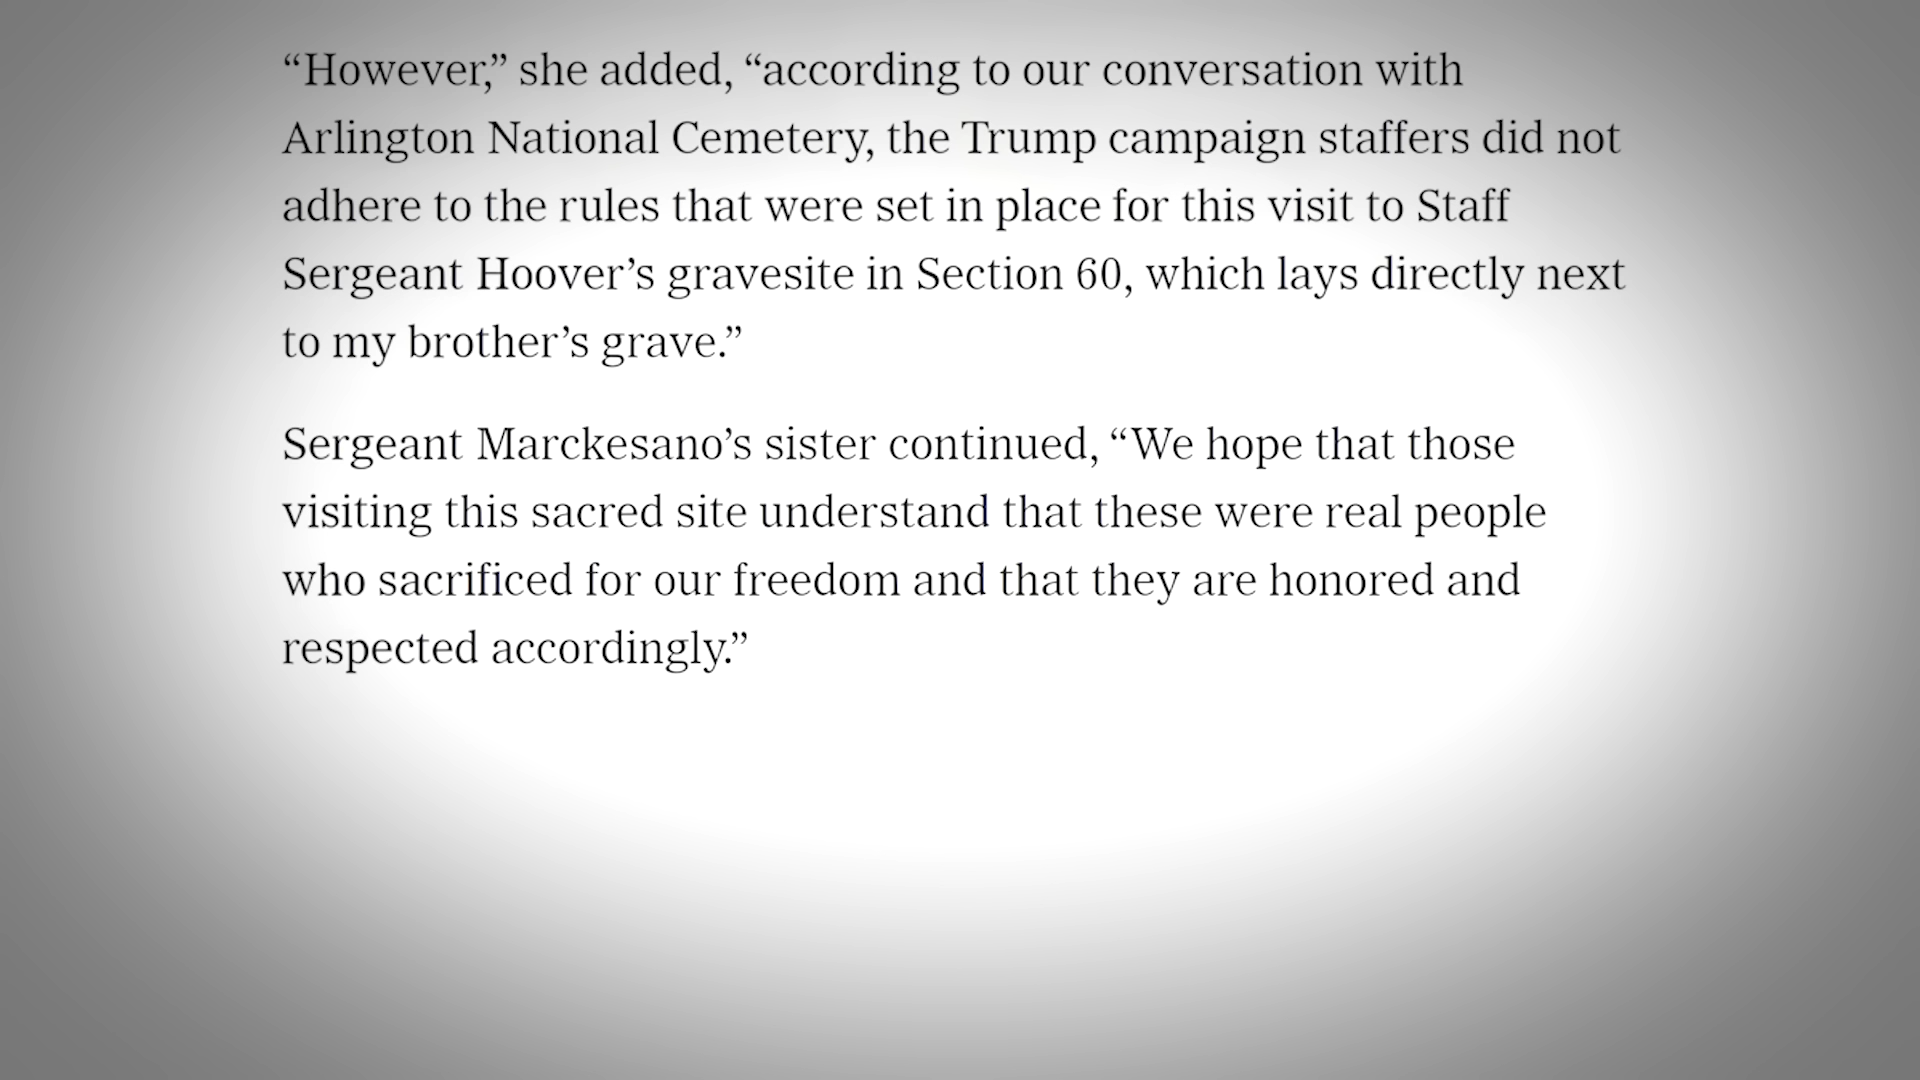 “However,” she added, “according to our conversation with
Arlington National Cemetery, the Trump campaign staffers did not
adhere to the rules that were set in place for this visit to Staff
Sergeant Hoover’s gravesite in Section 60, which lays directly next
to my brother’s grave.”
Sergeant Marckesano’s sister continued, “We hope that those
visiting this sacred site understand that these were real people
who sacrificed for our freedom and that they are honored and
respected accordingly.”